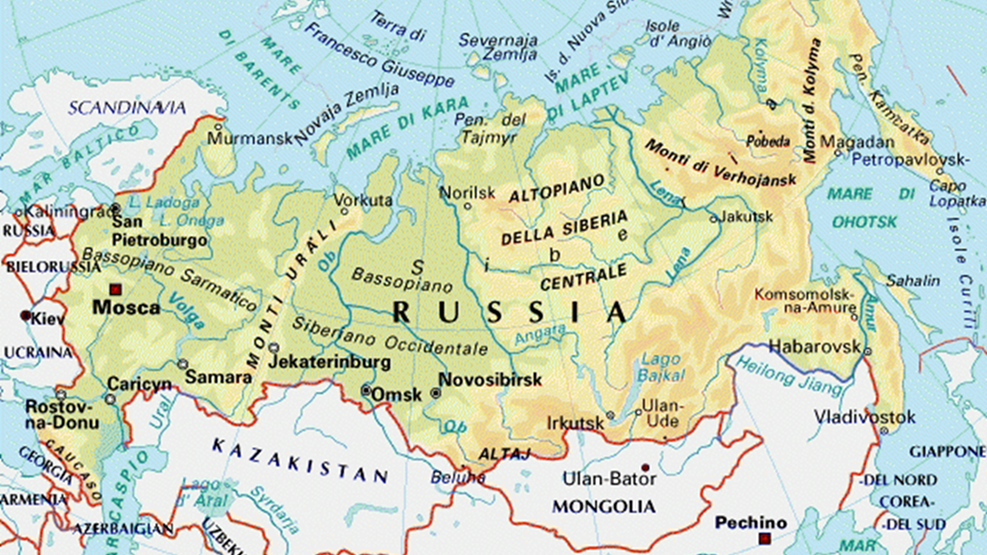 Terra di
Francesco Giuseppe
Severnaja
Zemlja
Is. d. Nuova
Isole
d' Angiò
MARE
DI BARENTS
SCANDINAVIA
MAR BALTICO
Murmansk
Novaja Zemlja
MARE DI KARA
Pen. del
Tajmyr
MARE
DI LAPTEV
Kolyma
Monti d. Kolyma
Pobeda
Magadan
Pen. Kamčatka
Petropavlovsk-
Capo
Lopatka
Kaliningrad
RUSSIA
L. Ladoga
L. Onega
San
Pietroburgo
Vorkuta
Norilsk
ALTOPIANO
DELLA SIBERIA
CENTRALE
Monti di Verhojansk
Lena
Jakutsk
Lena
MARE DI
OHOTSK
Isole Curili
BIELORUSSIA
Bassopiano Sarmatico
Mosca
Volga
MONTI URALI
Ob
Bassopiano
Siberiano Occidentale
S i b e r i a
RUSSIA
Angara
Komsomolsk-
na-Amure
Amur
Sahalin
Kiev
UCRAINA
Jekaterinburg
Samara
Caricyn
Rostov-
na-Donu
Omsk
Novosibirsk
Lago
Bajkal
Habarovsk
Heilong Jiang
Irkutsk
Ulan-
Ude
Vladivostok
Ural
CAUCASO
GEORGIA
ARMENIA
AZERBAIGIAN
KAZAKISTAN
Lago
d' Aral
Syrdarja
Ob
ALTAJ
Beluha
Ulan-Bator
MONGOLIA
Pechino
GIAPPONE
-DEL NORD
COREA-
-DEL SUD
MAR